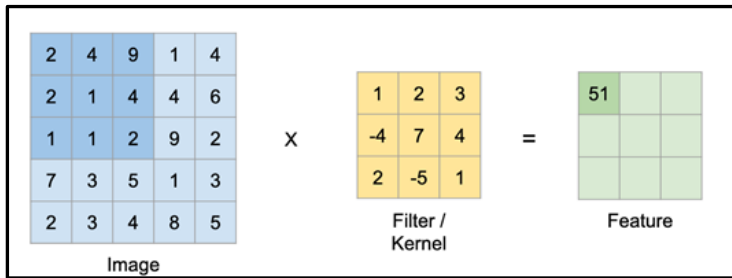 2 4 9 1 4
2 1 4 4 6
1 1 2 9 2
7 3 5 1 3
2 3 4 8 5
Image
X
1 2 3
-4 7 4
2 -5 1
Filter /
Kernel
=
51
Feature